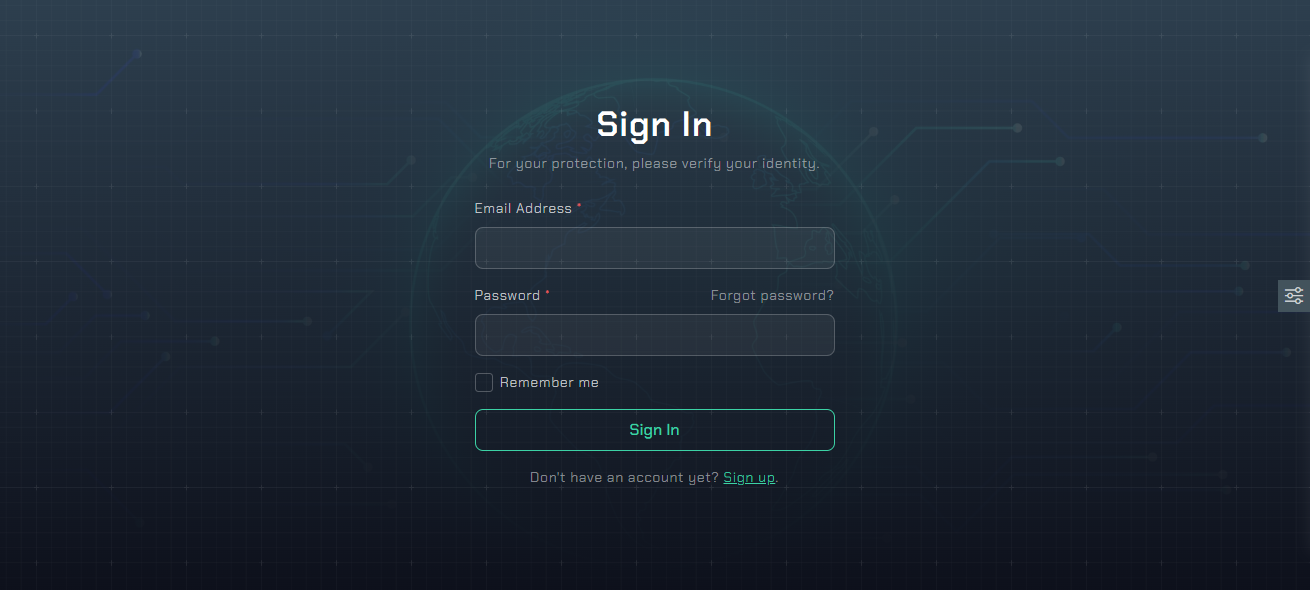 Sign In
For your protection, please verify your identity.
Email Address *
Password * Forgot password?
Remember me
Sign In
Don't have an account yet? Sign up.